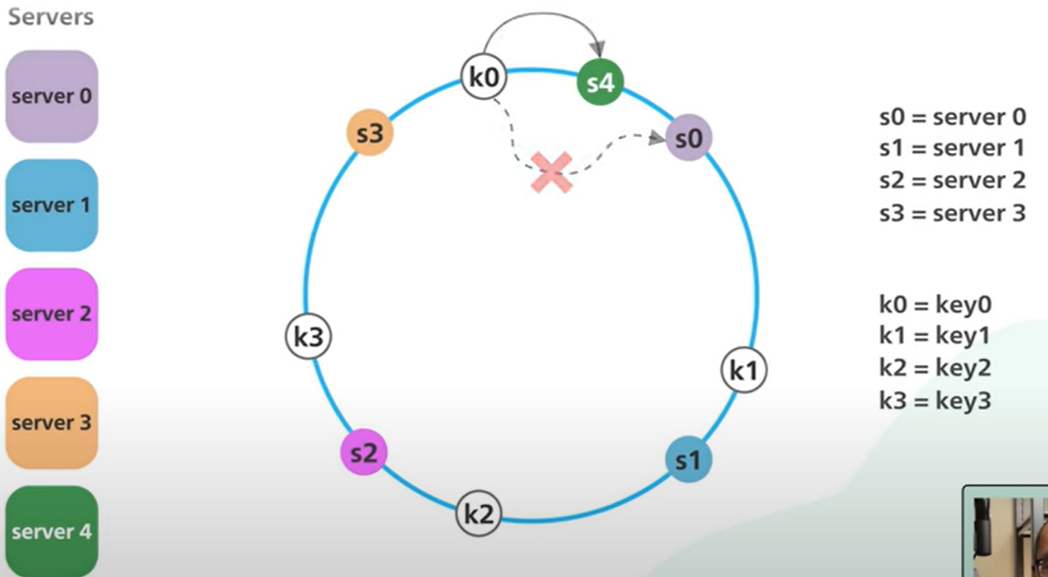 Servers
server 0
server 1
server 2
server 3
server 4
k0
s4
s3
s0
k3
k1
s2
s1
k2
s0 = server 0
s1 = server 1
s2 = server 2
s3 = server 3
k0 = key0
k1 = key1
k2 = key2
k3 = key3